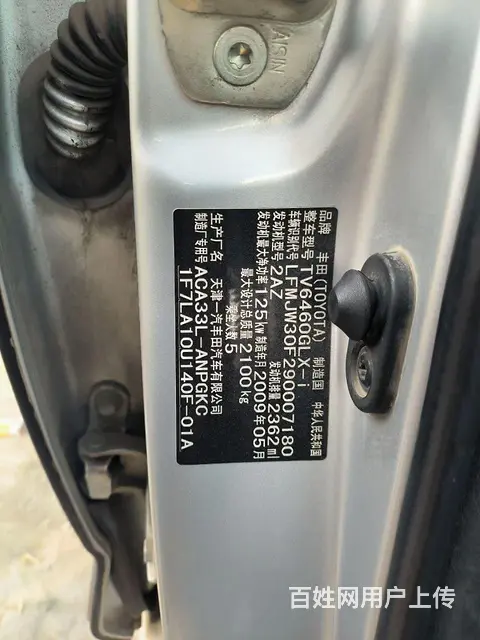 AISIN
品牌 丰田(TOYOTA) 制造国 中华人民共和国
整车型号 TV6460GLX-i
车辆识别代号 LFMJW30F290007180
发动机型号 2AZ 发动机排量 2362ml
发动机最大净功率 125kW 制造年月 2009年05月
最大设计总质量 2100kg
乘坐人数 5
生产厂名 天津一汽丰田汽车有限公司
制造厂专用号 ACA33L-ANPGKC
1F7LA10U140F-01A
百姓网用户上传